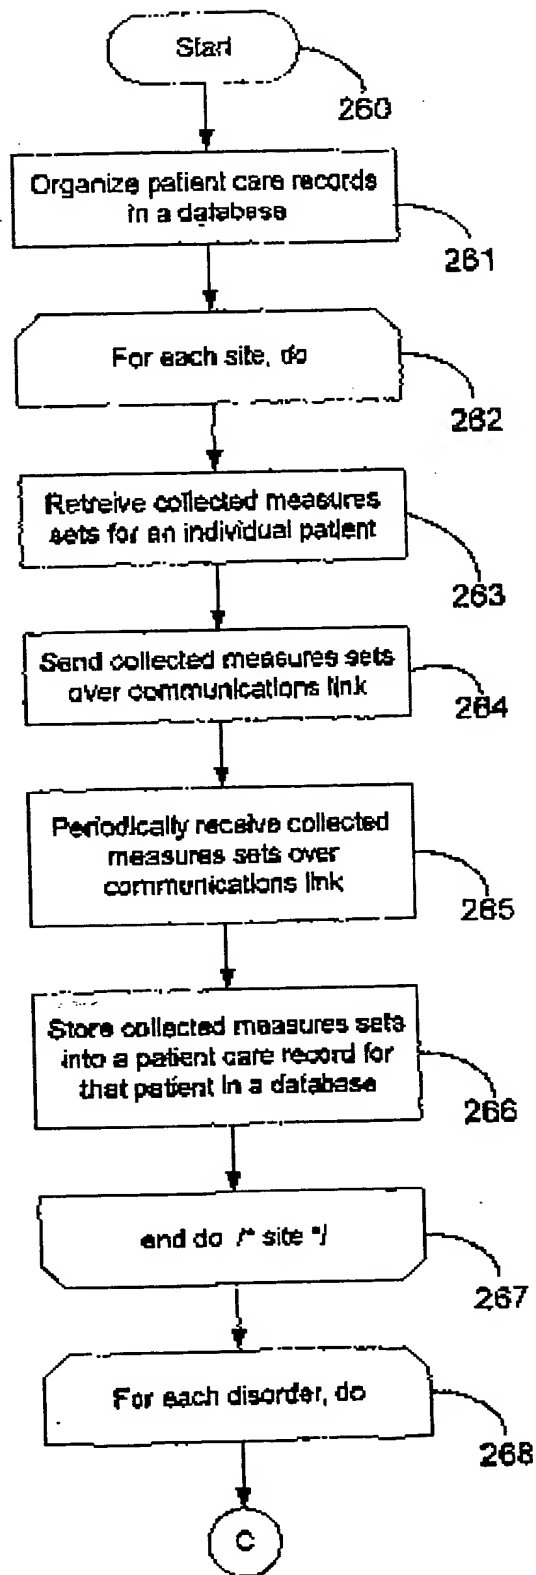 Start
260
Organize patient care records
in a database
261
For each site, do
262
Retreive collected measures
sets for an individual patient
263
Send collected measures sets
over communications link
264
Periodically receive collected
measures sets over
communications link
265
Store collected measures sets
into a patient care record for
that patient in a database
266
end do /* site */
267
For each disorder, do
268
C